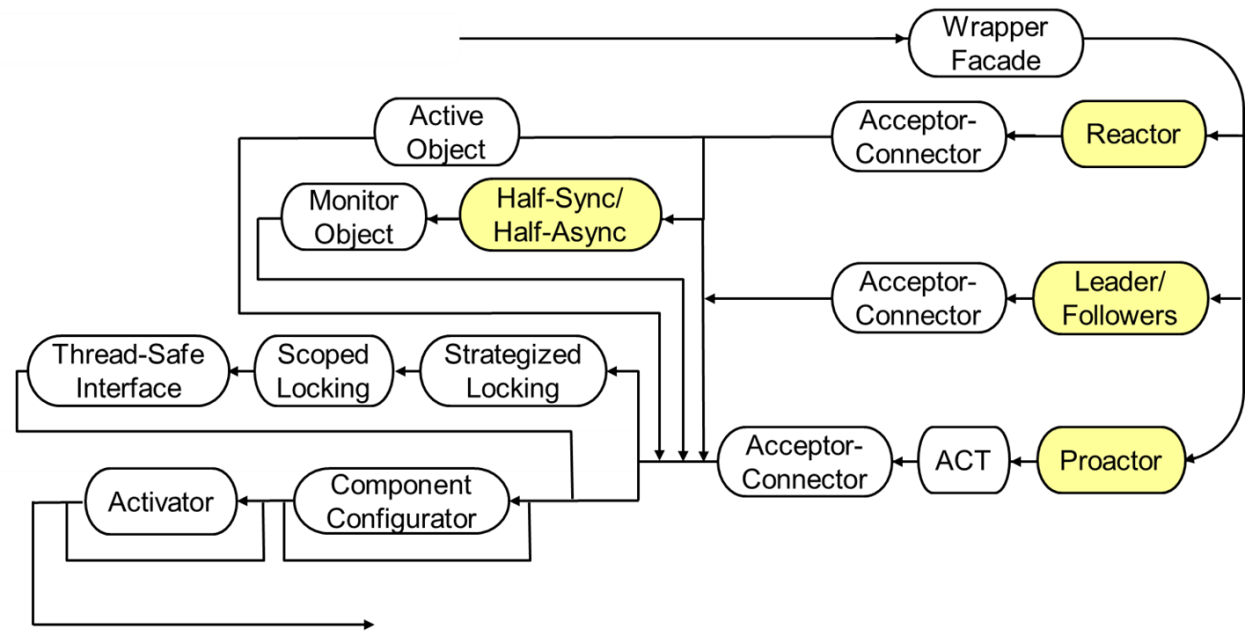 Wrapper
Facade
Active
Object
Acceptor-
Connector
Reactor
Monitor
Object
Half-Sync/
Half-Async
Acceptor-
Connector
Leader/
Followers
Thread-Safe
Interface
Scoped
Locking
Strategized
Locking
Acceptor-
Connector
ACT
Proactor
Activator
Component
Configurator